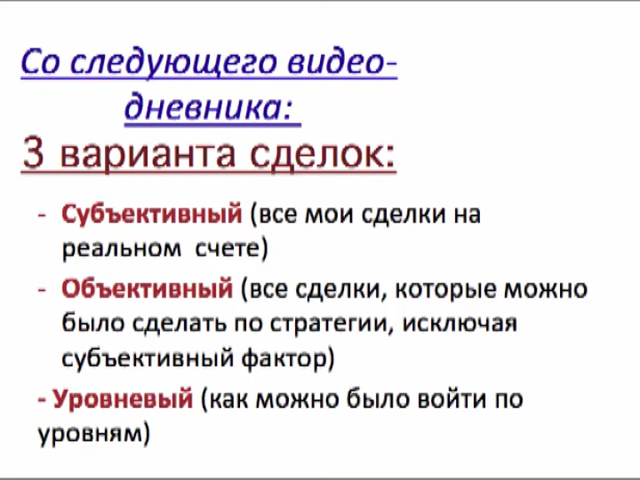 Со следующего видео-
дневника:
3 варианта сделок:
- Субъективный (все мои сделки на
реальном счете)
- Объективный (все сделки, которые можно
было сделать по стратегии, исключая
субъективный фактор)
- Уровневый (как можно было войти по
уровням)